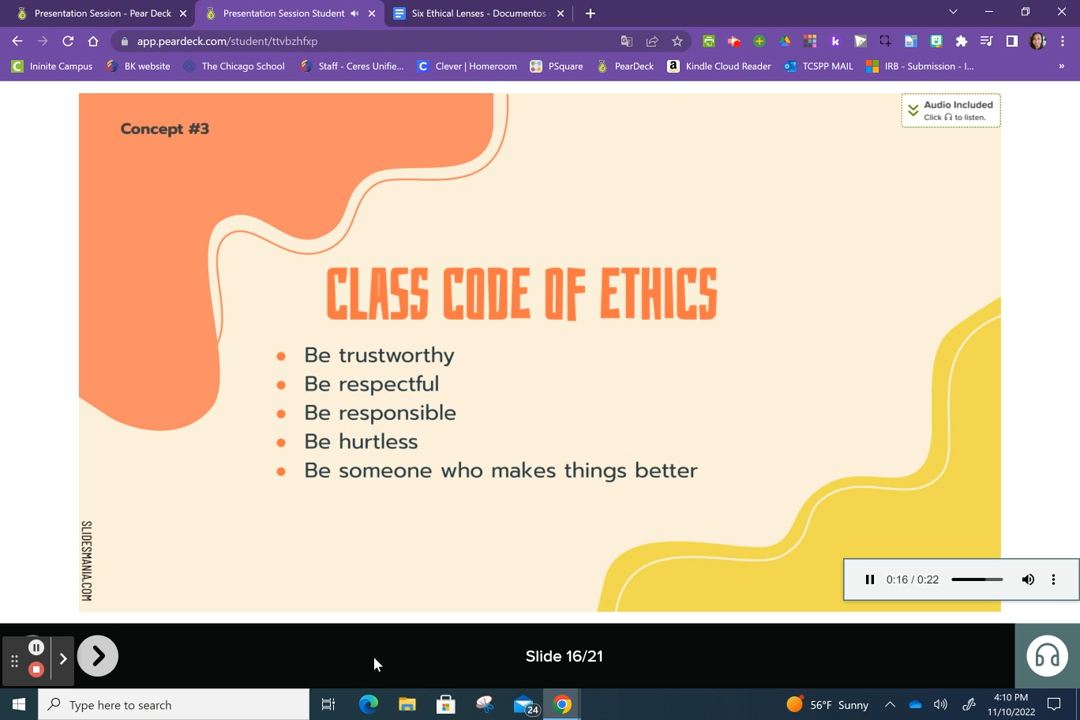 Presentation Session - Pear Deck
Presentation Session Student
Six Ethical Lenses - Documentos
app.peardeck.com/student/ttvbzhfxp
Ininite Campus
BK website
The Chicago School
Staff - Ceres Unifie...
Clever | Homeroom
PSquare
PearDeck
Kindle Cloud Reader
TCSPP MAIL
IRB - Submission - I...
»
Concept #3
Audio Included
Click to listen.
CLASS CODE OF ETHICS
Be trustworthy
Be respectful
Be responsible
Be hurtless
Be someone who makes things better
SLIDESMANIA.COM
0:16 / 0:22
Slide 16/21
Type here to search
24
56°F Sunny
4:10 PM
11/10/2022